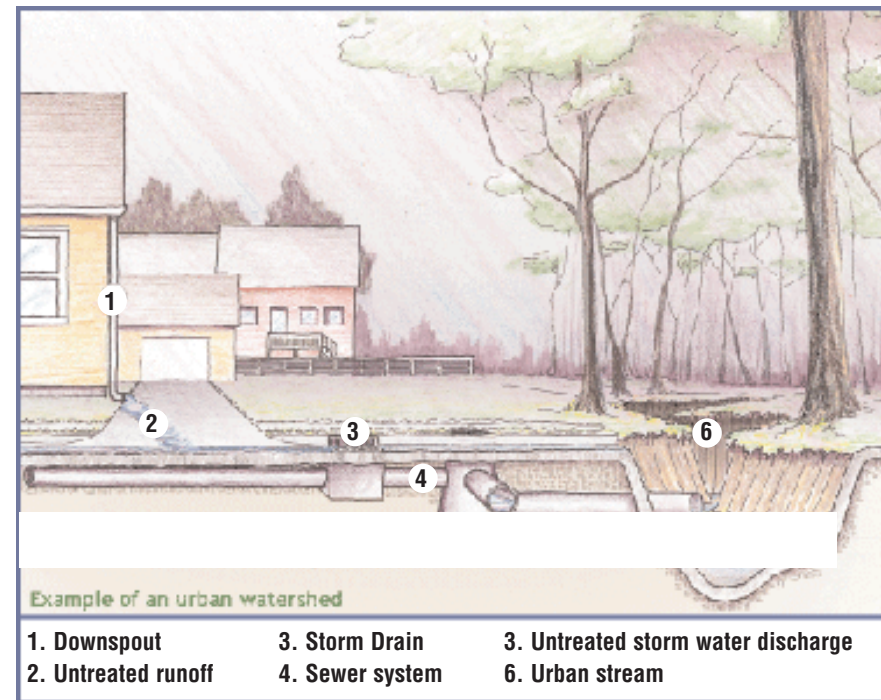 1
2
3
4
6
Example of an urban watershed
1. Downspout
2. Untreated runoff
3. Storm Drain
4. Sewer system
3. Untreated storm water discharge
6. Urban stream